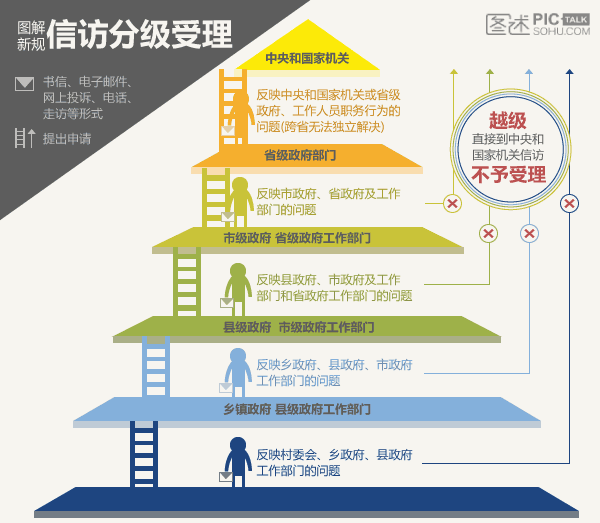 图解
新规
信访分级受理
图述 PIC TALK
SOHU.COM
书信、电子邮件、
网上投诉、电话、
走访等形式
提出申请
中央和国家机关
反映中央和国家机关或省级
政府、工作人员职务行为的
问题(跨省无法独立解决)
越级
直接到中央和
国家机关信访
不予受理
省级政府部门
反映市政府、省政府及工作
部门的问题
市级政府 省级政府工作部门
反映县政府、市政府及工作
部门和省政府工作部门的问题
县级政府 市级政府工作部门
反映乡政府、县政府、市政府
工作部门的问题
乡镇政府 县级政府工作部门
反映村委会、乡政府、县政府
工作部门的问题